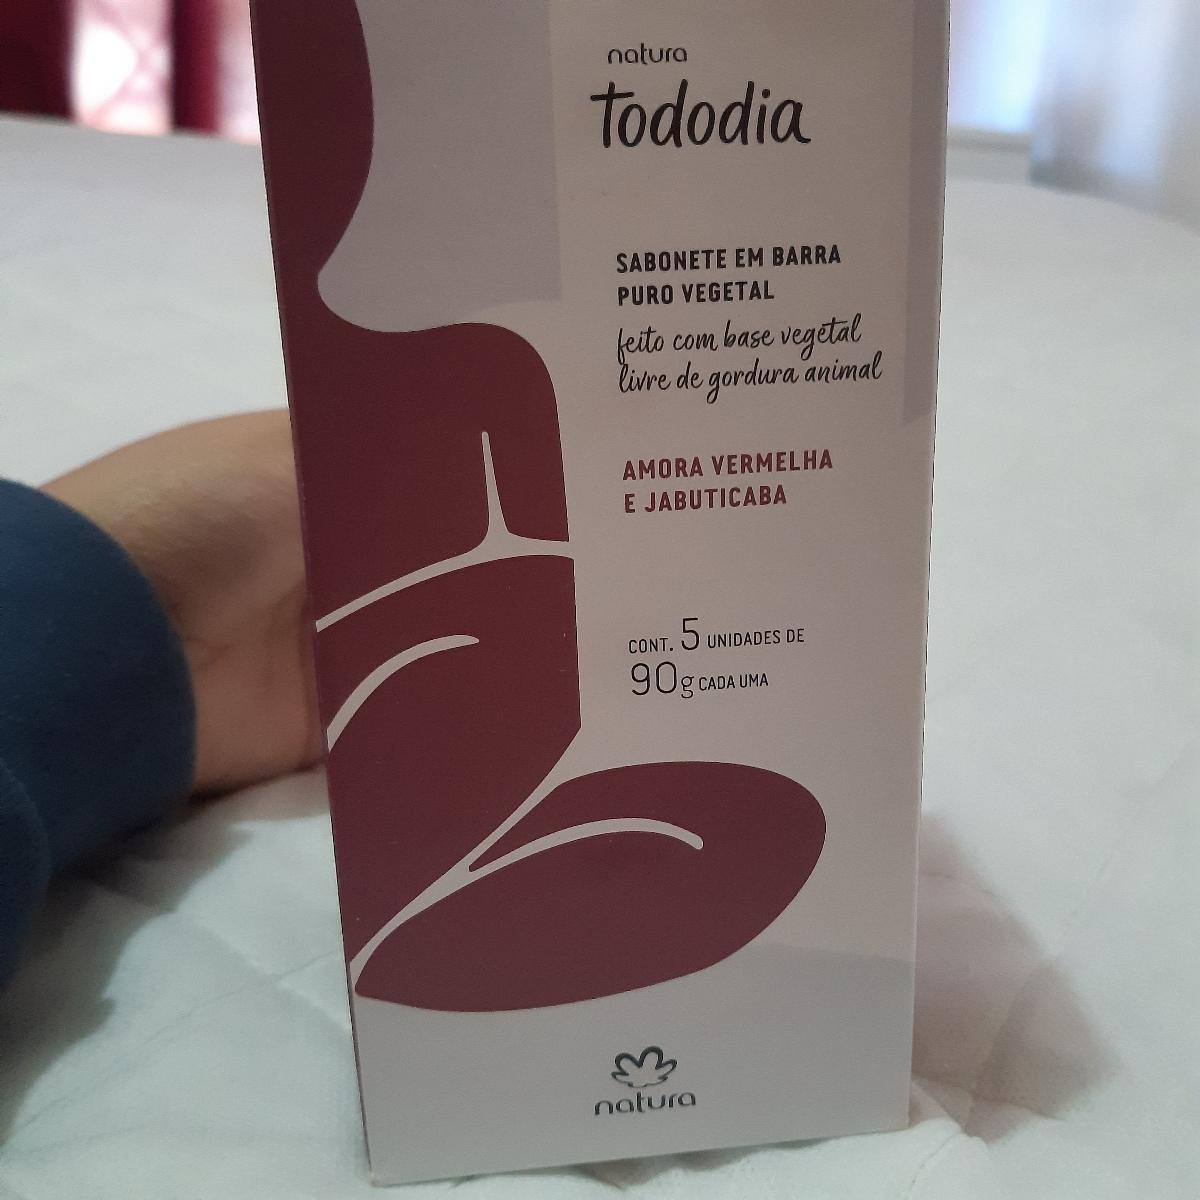 natura
Tododia
SABONETE EM BARRA
PURO VEGETAL
feito com base vegetal
livre de gordura animal
AMORA VERMELHA
E JABUTICABA
CONT. 5 UNIDADES DE
90g CADA UMA
natura